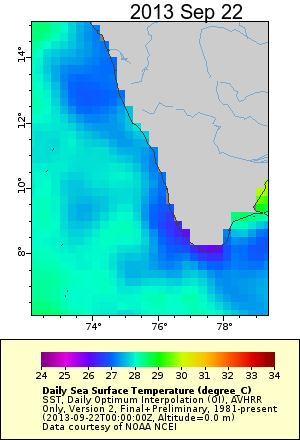 2013 Sep 22
14°
12°
10°
8°
74°
76°
78°
24 25 26 27 28 29 30 31 32 33 34
Daily Sea Surface Temperature (degree_C)
SST, Daily Optimum Interpolation (OI), AVHRR
Only, Version 2, Final+Preliminary, 1981-present
(2013-09-22T00:00:00Z, Altitude=0.0 m)
Data courtesy of NOAA NCEI